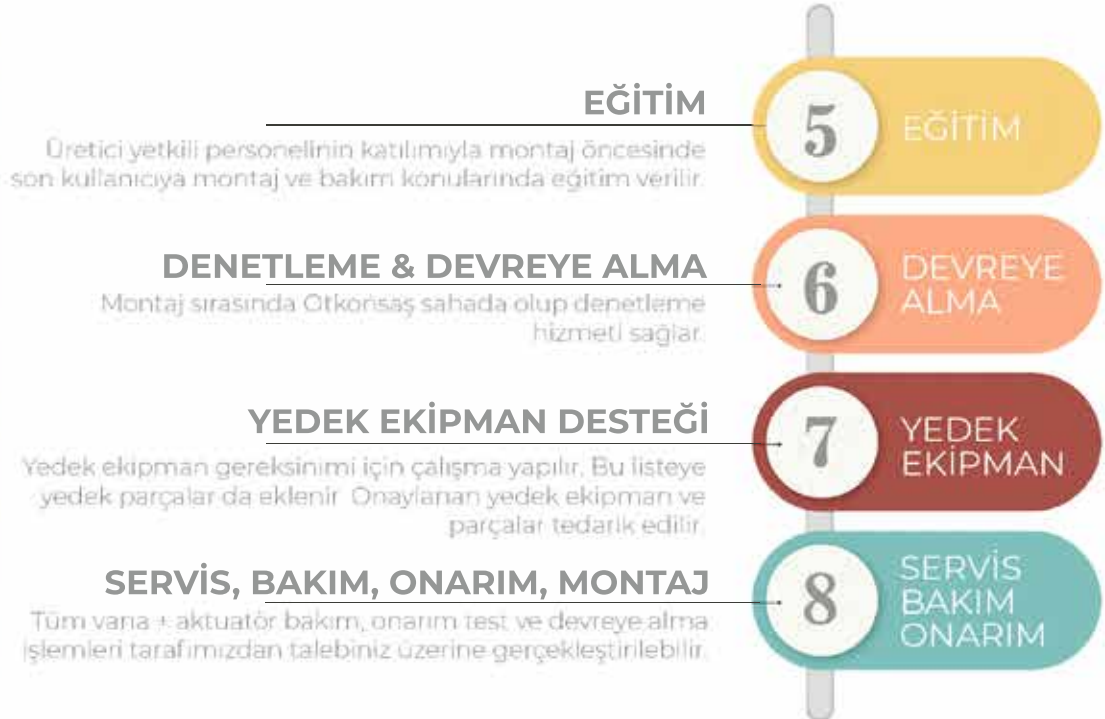 EĞİTİM
Üretici yetkili personelinin katılımıyla montaj öncesinde
son kullanıcıya montaj ve bakım konularında eğitim verilir.
5
EĞİTİM
DENETLEME & DEVREYE ALMA
Montaj sırasında Otkonsaş sahada olup denetleme
hizmeti sağlar.
6
DEVREYE
ALMA
YEDEK EKİPMAN DESTEĞİ
Yedek ekipman gereksinimi için çalışma yapılır. Bu listeye
yedek parçalar da eklenir. Onaylanan yedek ekipman ve
parçalar tedarik edilir.
7
YEDEK
EKİPMAN
SERVİS, BAKIM, ONARIM, MONTAJ
Tüm vana + aktuatör bakım, onarım test ve devreye alma
işlemleri tarafımızdan talebiniz üzerine gerçekleştirilebilir.
8
SERVİS
BAKIM
ONARIM